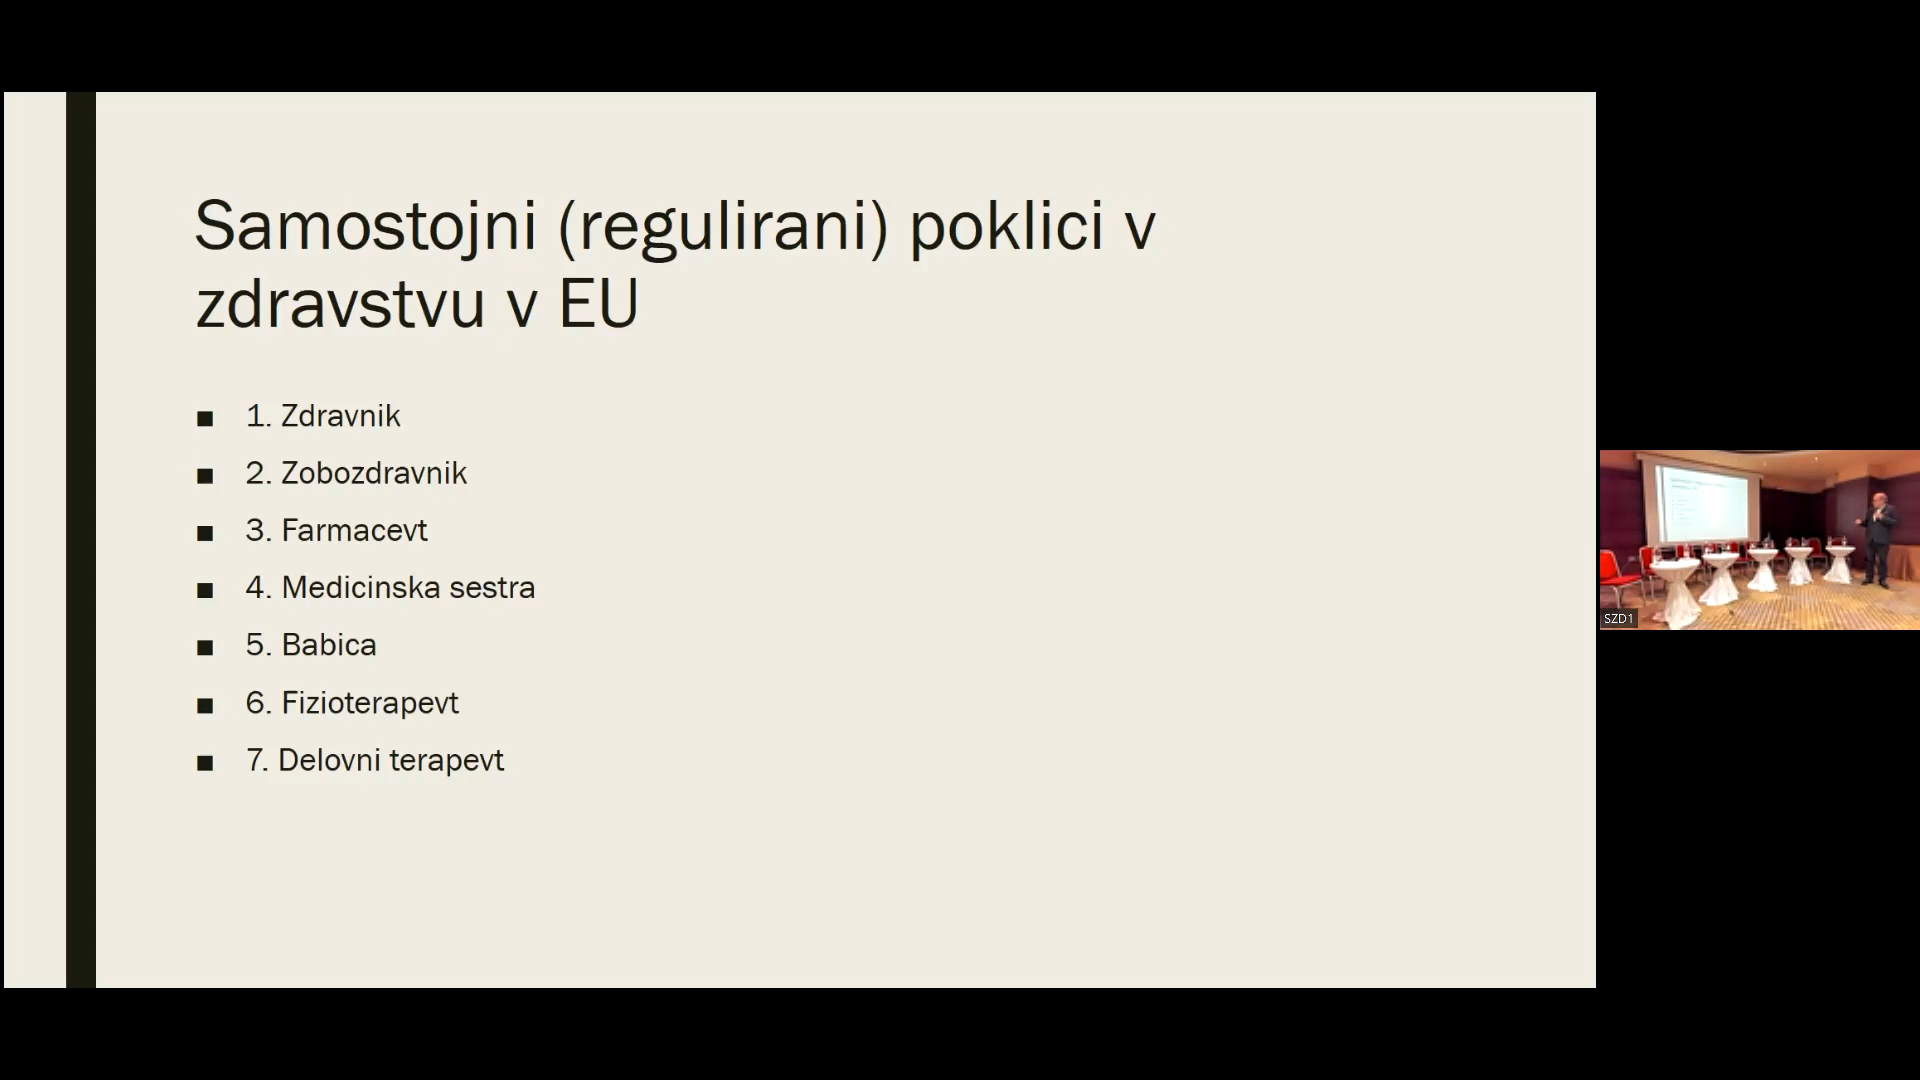 Samostojni (regulirani) poklici v
zdravstvu v EU
■ 1. Zdravnik
■ 2. Zobozdravnik
■ 3. Farmacevt
■ 4. Medicinska sestra
■ 5. Babica
■ 6. Fizioterapevt
■ 7. Delovni terapevt
SZD1